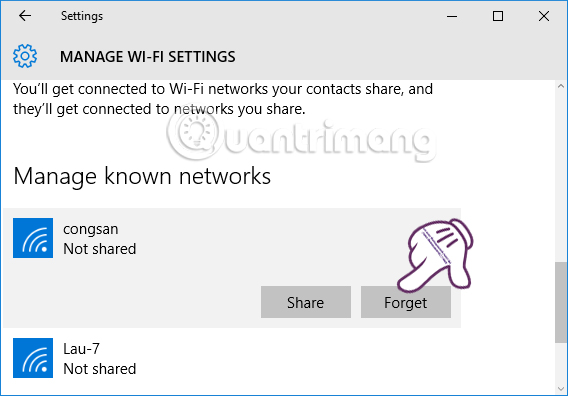 Settings
MANAGE WI-FI SETTINGS
You'll get connected to Wi-Fi networks your contacts share, and
they'll get connected to networks you share.
Quantrimang
Manage known networks
congsan
Not shared
Share
Forget
Lau-7
Not shared